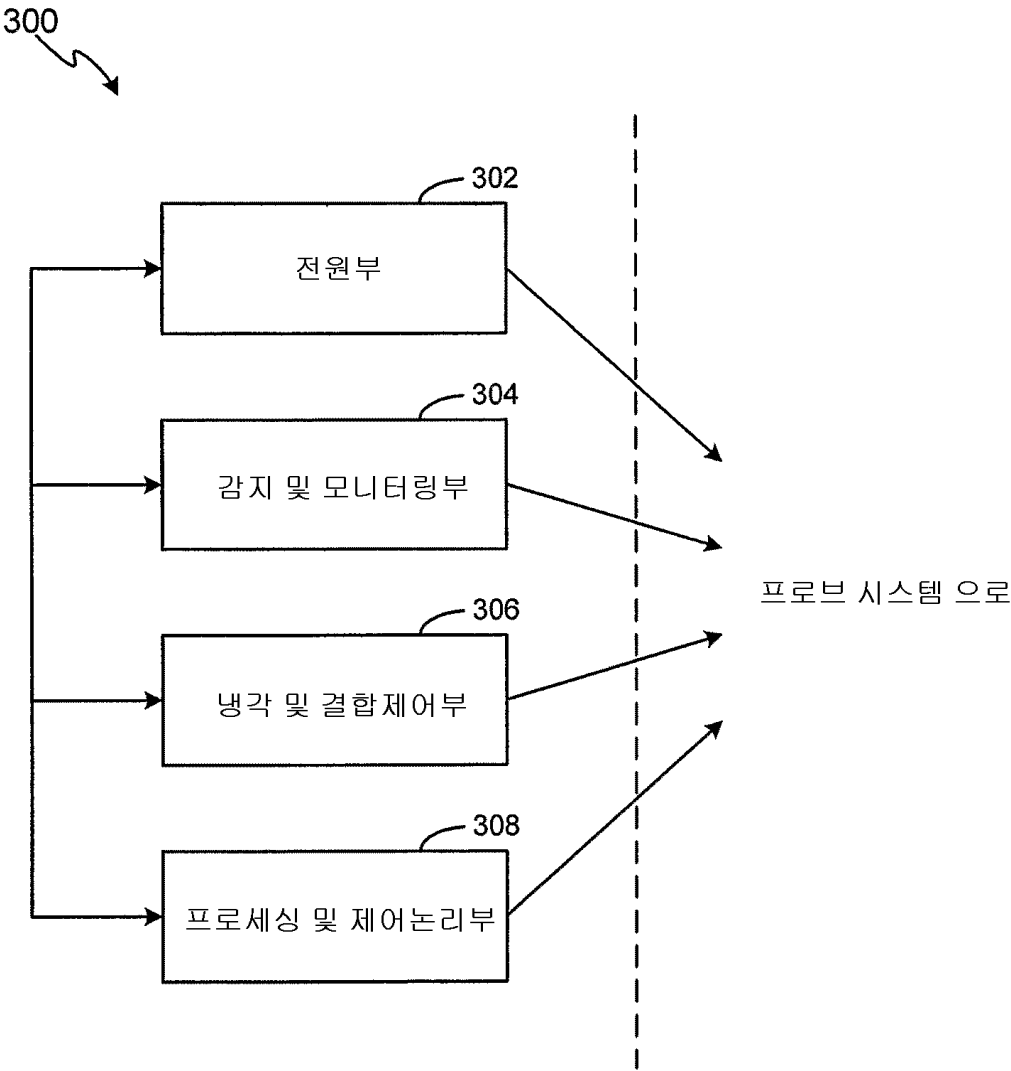 300
302
전원부
304
감지 및 모니터링부
프로브 시스템 으로
306
냉각 및 결합제어부
308
프로세싱 및 제어논리부